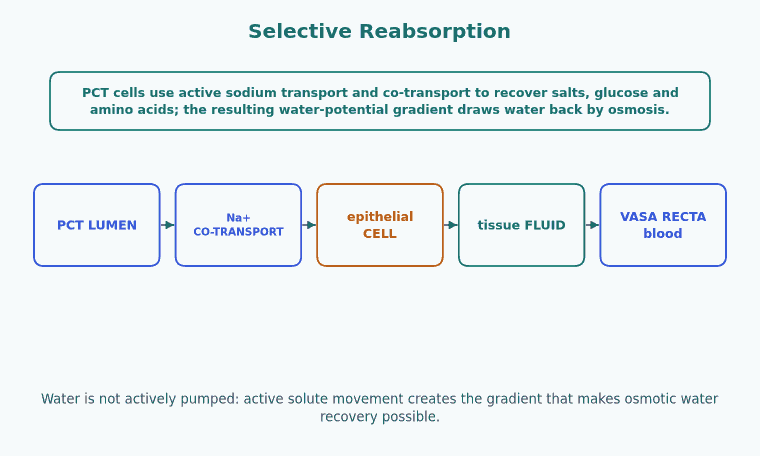 Selective Reabsorption
PCT cells use active sodium transport and co-transport to recover salts, glucose and
amino acids; the resulting water-potential gradient draws water back by osmosis.
PCT LUMEN
Na+
CO-TRANSPORT
epithelial
CELL
tissue FLUID
VASA RECTA
blood
Water is not actively pumped: active solute movement creates the gradient that makes osmotic water
recovery possible.